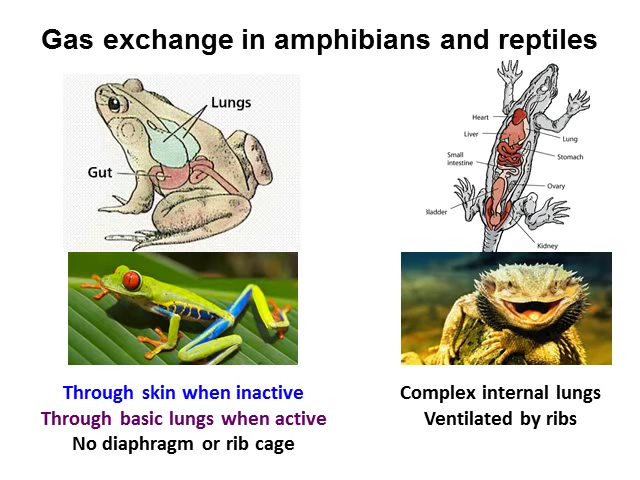 Gas exchange in amphibians and reptiles
Lungs
Gut
Heart
Liver
Lung
Small
intestine
Stomach
Ovary
Bladder
Kidney
Through skin when inactive
Through basic lungs when active
No diaphragm or rib cage
Complex internal lungs
Ventilated by ribs